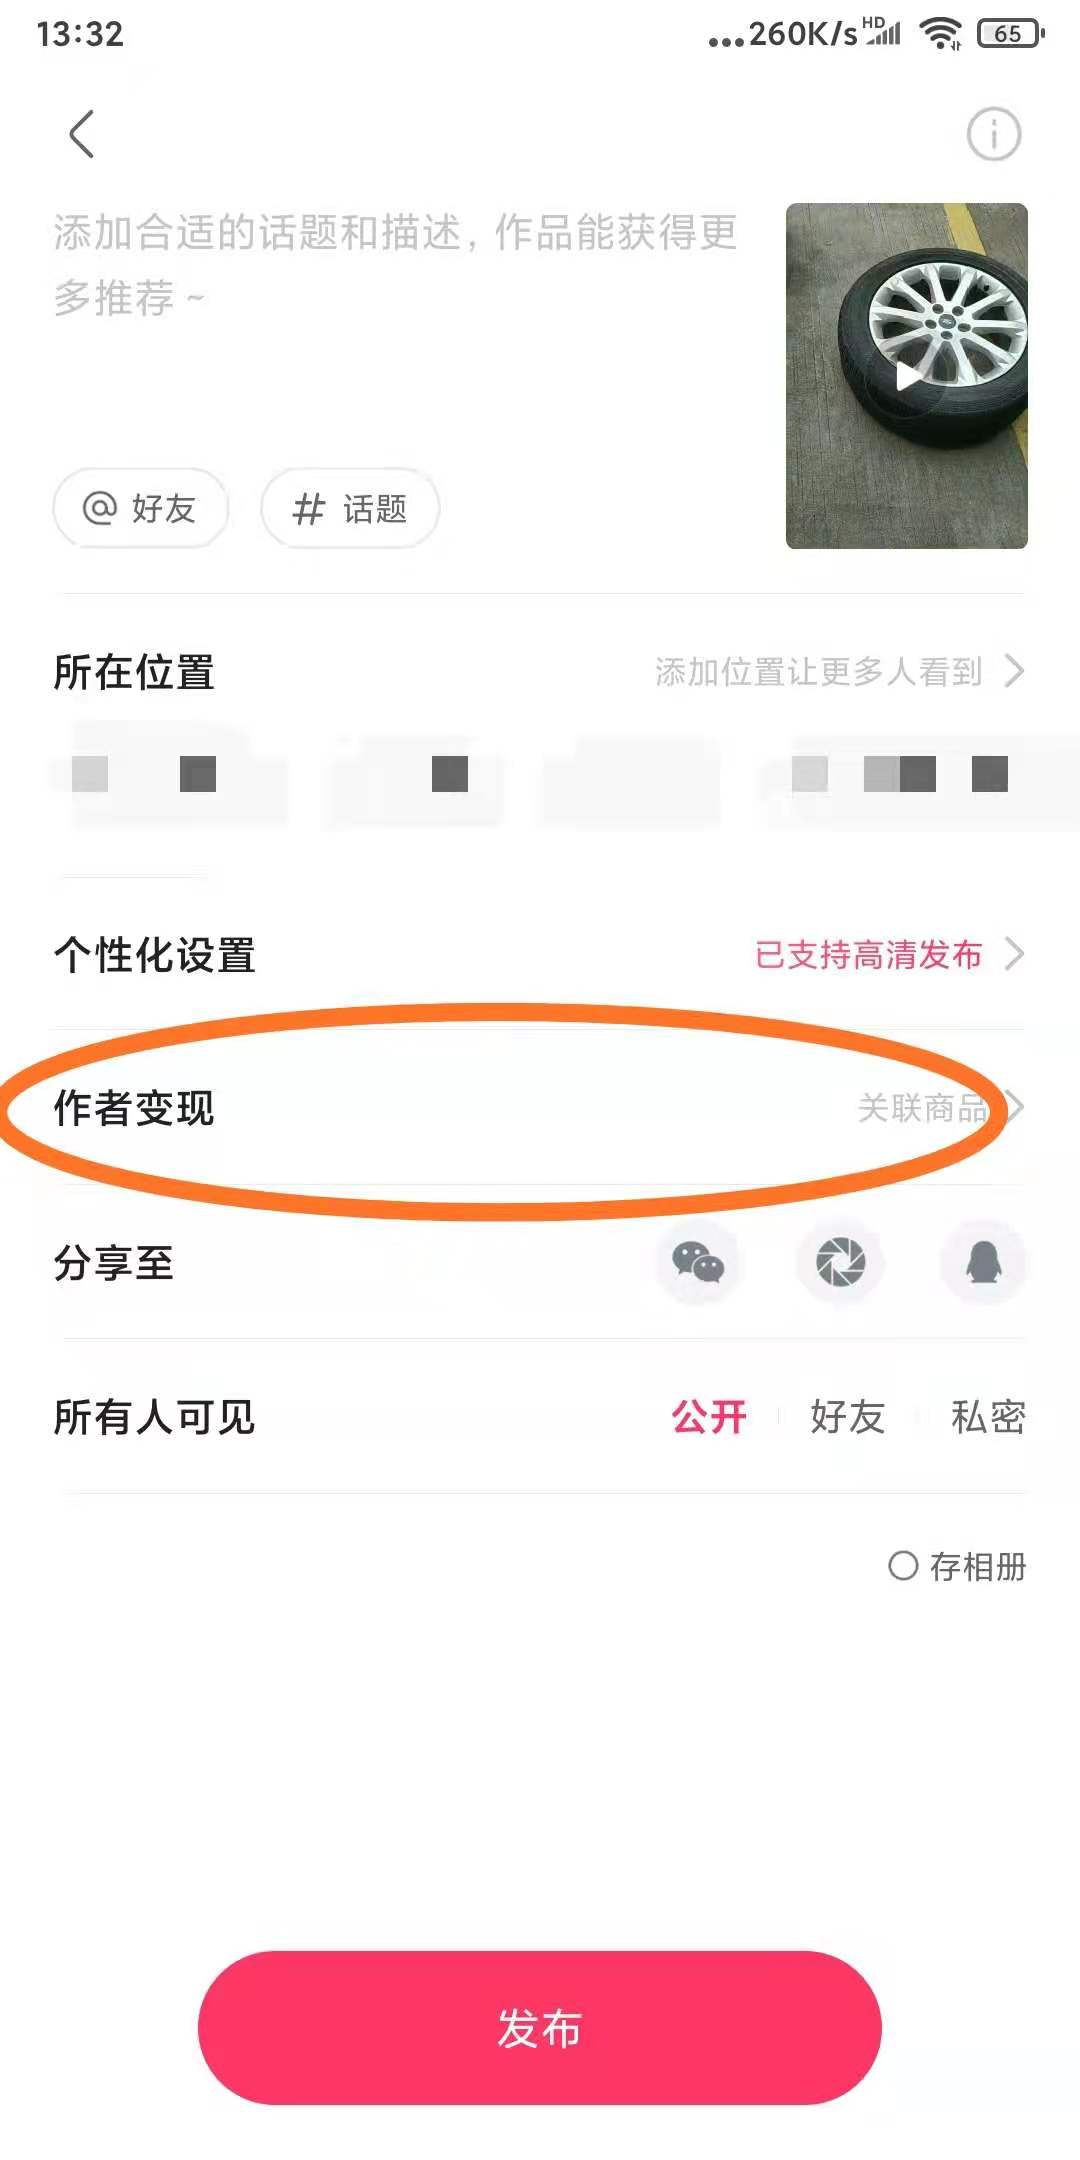 13:32
...260K/s HD 65
添加合适的话题和描述，作品能获得更
多推荐~
@ 好友 # 话题
所在位置 添加位置让更多人看到
个性化设置 已支持高清发布
作者变现 关联商品
分享至
所有人可见 公开 好友 私密
存相册
发布